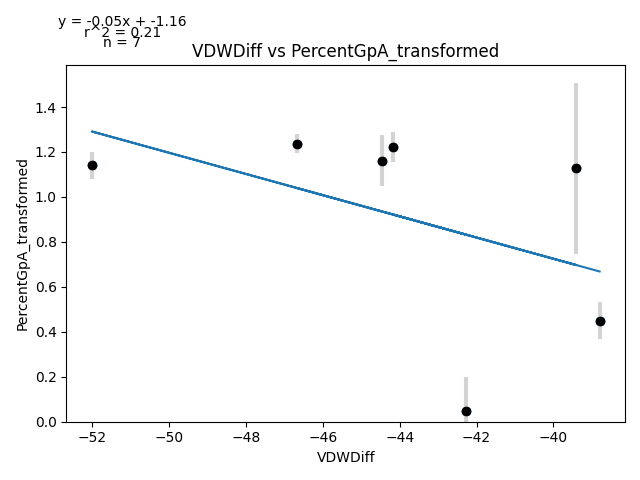 y = -0.05x + -1.16
r^2 = 0.21
n = 7
VDWDiff vs PercentGpA_transformed
PercentGpA_transformed
1.4
1.2
1.0
0.8
0.6
0.4
0.2
0.0
−52
−50
−48
−46
−44
−42
−40
VDWDiff